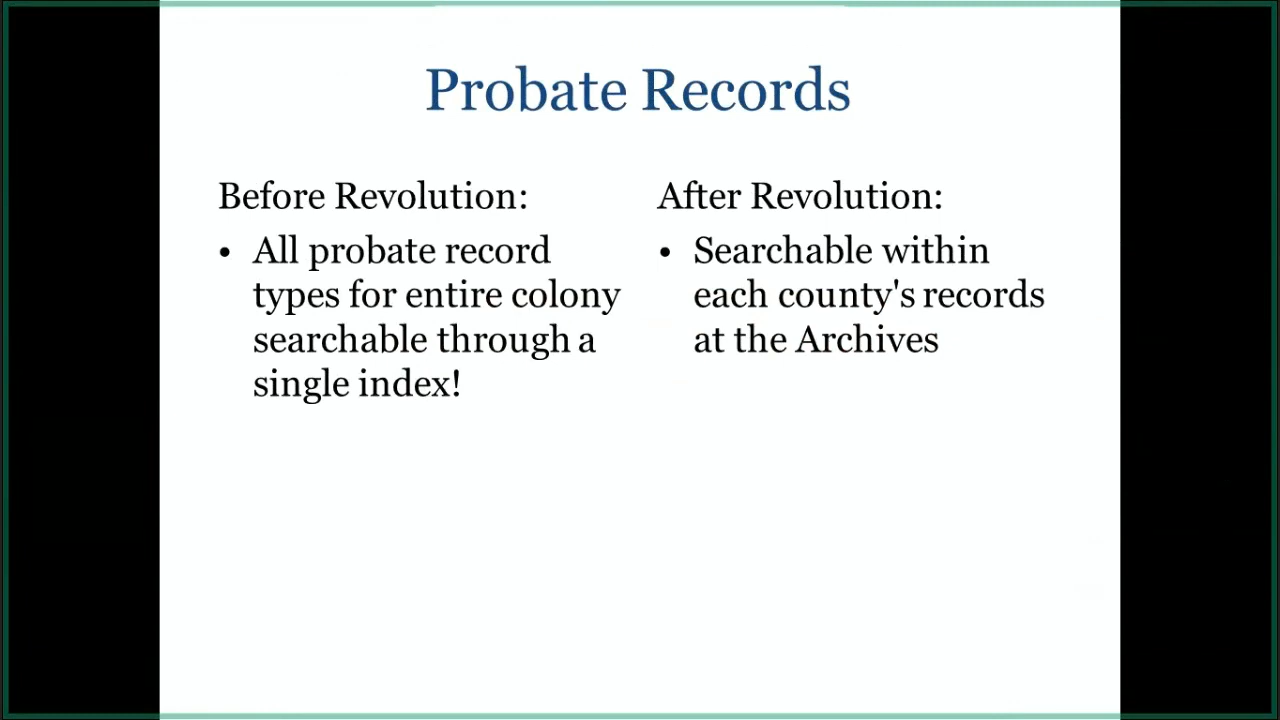 Probate Records
Before Revolution:
• All probate record
types for entire colony
searchable through a
single index!
After Revolution:
• Searchable within
each county's records
at the Archives